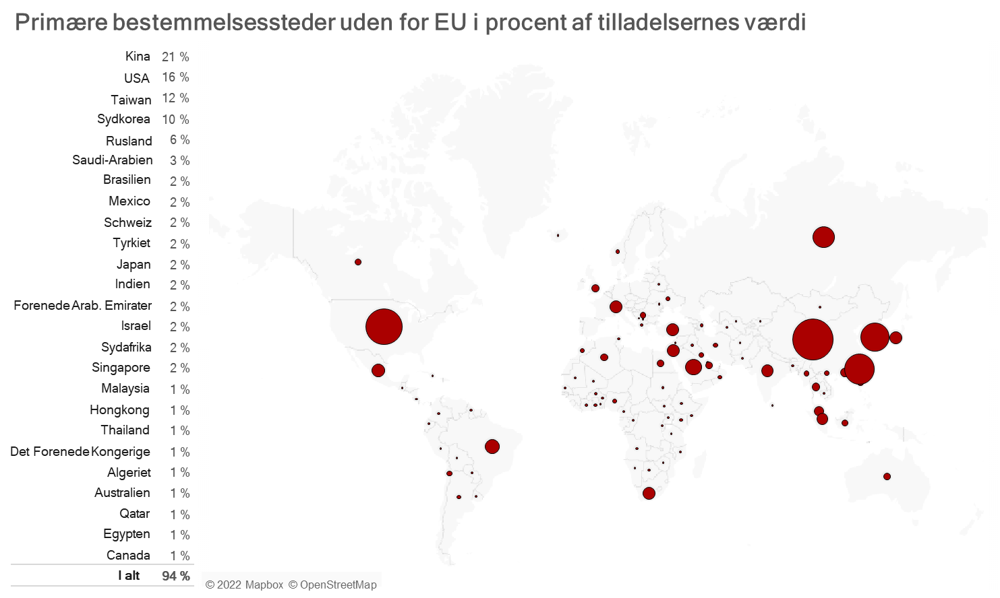 Primære bestemmelsessteder uden for EU i procent af tilladelsernes værdi
Kina 21 %
USA 16 %
Taiwan 12 %
Sydkorea 10 %
Rusland 6 %
Saudi-Arabien 3 %
Brasilien 2 %
Mexico 2 %
Schweiz 2 %
Tyrkiet 2 %
Japan 2 %
Indien 2 %
Forenede Arab. Emirater 2 %
Israel 2 %
Sydafrika 2 %
Singapore 2 %
Malaysia 1 %
Hongkong 1 %
Thailand 1 %
Det Forenede Kongerige 1 %
Algeriet 1 %
Australien 1 %
Qatar 1 %
Egypten 1 %
Canada 1 %
I alt 94 %
© 2022 Mapbox © OpenStreetMap